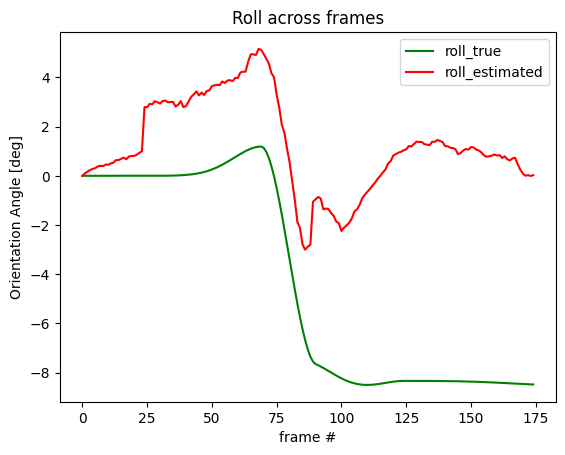 Roll across frames
roll_true
roll_estimated
Orientation Angle [deg]
4
2
0
−2
−4
−6
−8
0 25 50 75 100 125 150 175
frame #